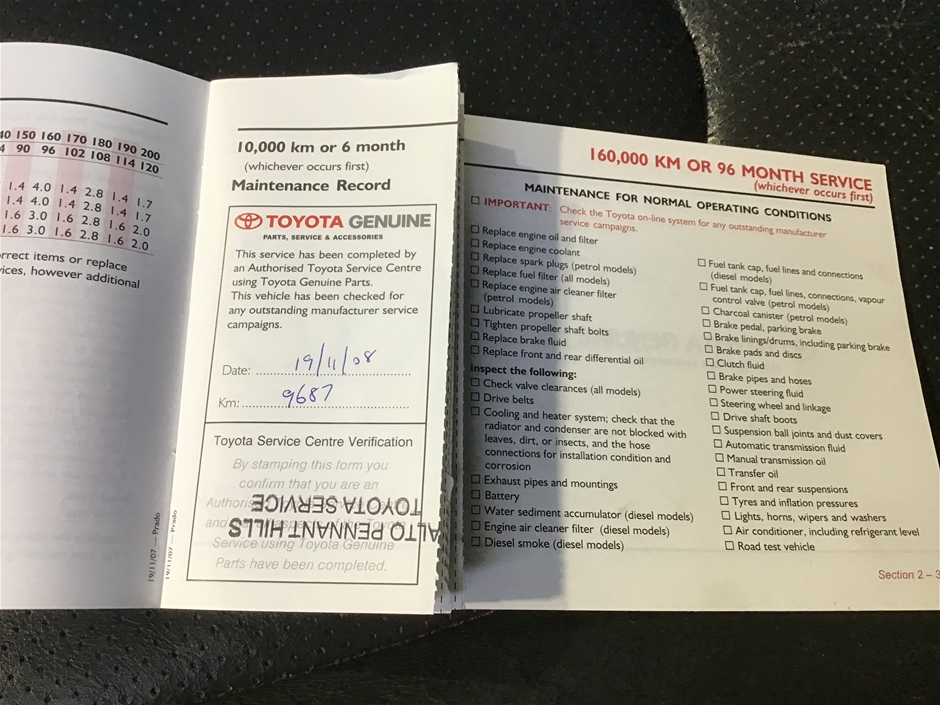 40 150 160 170 180 190 200
4 90 96 102 108 114 120
1.4 4.0 1.4 2.8 1.4 1.7
1.4 4.0 1.4 2.8 1.4 1.7
1.6 3.0 1.6 2.8 1.6 2.0
1.6 3.0 1.6 2.8 1.6 2.0
rrect items or replace
ices, however additional
19/11/07 — Prado
10,000 km or 6 month
(whichever occurs first)
Maintenance Record
TOYOTA GENUINE
PARTS, SERVICE & ACCESSORIES
This service has been completed by
an Authorised Toyota Service Centre
using Toyota Genuine Parts.
This vehicle has been checked for
any outstanding manufacturer service
campaigns.
Date: 19/11/08
Km: 9687
Toyota Service Centre Verification
By stamping this form you
confirm that you are an
Authoris
and
Service using Toyota Genuine
Parts have been completed.
ALTO PENNANT HILLS
TOYOTA SERVICE
19/11/07 — Prado
160,000 KM OR 96 MONTH SERVICE
(whichever occurs first)
MAINTENANCE FOR NORMAL OPERATING CONDITIONS
IMPORTANT: Check the Toyota on-line system for any outstanding manufacturer
service campaigns.
Replace engine oil and filter
Replace engine coolant
Replace spark plugs (petrol models)
Replace fuel filter (all models)
Replace engine air cleaner filter
(petrol models)
Lubricate propeller shaft
Tighten propeller shaft bolts
Replace brake fluid
Replace front and rear differential oil
Inspect the following:
Check valve clearances (all models)
Drive belts
Cooling and heater system; check that the
radiator and condenser are not blocked with
leaves, dirt, or insects, and the hose
connections for installation condition and
corrosion
Exhaust pipes and mountings
Battery
Water sediment accumulator (diesel models)
Engine air cleaner filter (diesel models)
Diesel smoke (diesel models)
Fuel tank cap, fuel lines and connections
(diesel models)
Fuel tank cap, fuel lines, connections, vapour
control valve (petrol models)
Charcoal canister (petrol models)
Brake pedal, parking brake
Brake linings/drums, including parking brake
Brake pads and discs
Clutch fluid
Brake pipes and hoses
Power steering fluid
Steering wheel and linkage
Drive shaft boots
Suspension ball joints and dust covers
Automatic transmission fluid
Manual transmission oil
Transfer oil
Front and rear suspensions
Tyres and inflation pressures
Lights, horns, wipers and washers
Air conditioner, including refrigerant level
Road test vehicle
Section 2 – 3